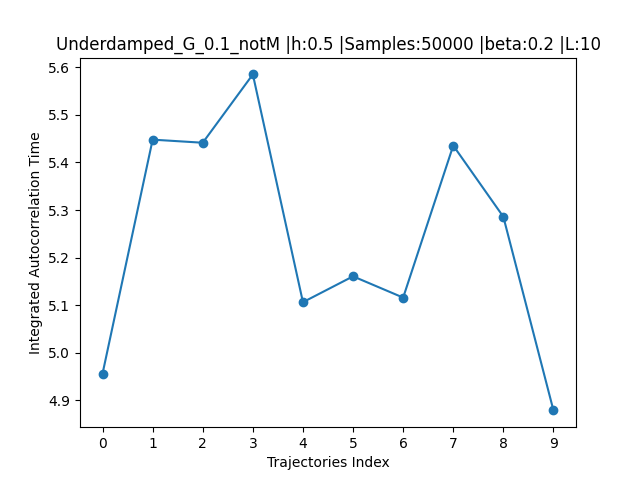 Underdamped_G_0.1_notM |h:0.5 |Samples:50000 |beta:0.2 |L:10
Integrated Autocorrelation Time
5.6
5.5
5.4
5.3
5.2
5.1
5.0
4.9
0 1 2 3 4 5 6 7 8 9
Trajectories Index